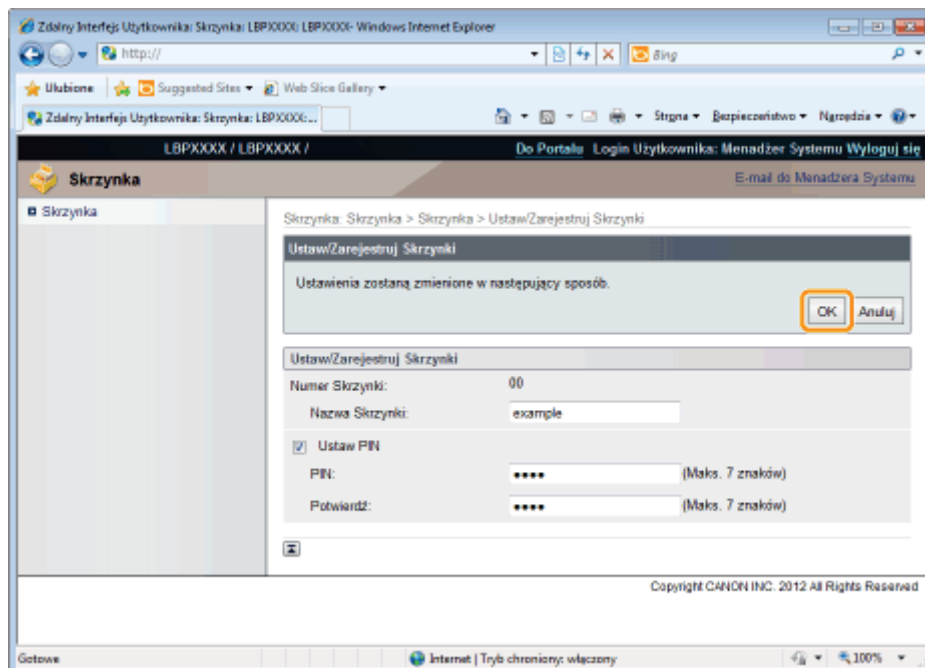 Zdalny Interfejs Użytkownika: Skrzynka: LBPXXXX: LBPXXXX- Windows Internet Explorer
http://
Bing
Ulubione Suggested Sites Web Slice Gallery
Zdalny Interfejs Użytkownika: Skrzynka: LBPXXXX:...
Strona Bezpieczeństwo Narzędzia
LBPXXXX / LBPXXXX /
Do Portalu Login Użytkownika: Menadżer Systemu Wyloguj się
Skrzynka
E-mail do Menadżera Systemu
Skrzynka
Skrzynka: Skrzynka > Skrzynka > Ustaw/Zarejestruj Skrzynki
Ustaw/Zarejestruj Skrzynki
Ustawienia zostaną zmienione w następujący sposób.
OK Anuluj
Ustaw/Zarejestruj Skrzynki
Numer Skrzynki: 00
Nazwa Skrzynki: example
Ustaw PIN
PIN: •••• (Maks. 7 znaków)
Potwierdź: •••• (Maks. 7 znaków)
Copyright CANON INC. 2012 All Rights Reserved
Gotowe Internet | Tryb chroniony: włączony 100%